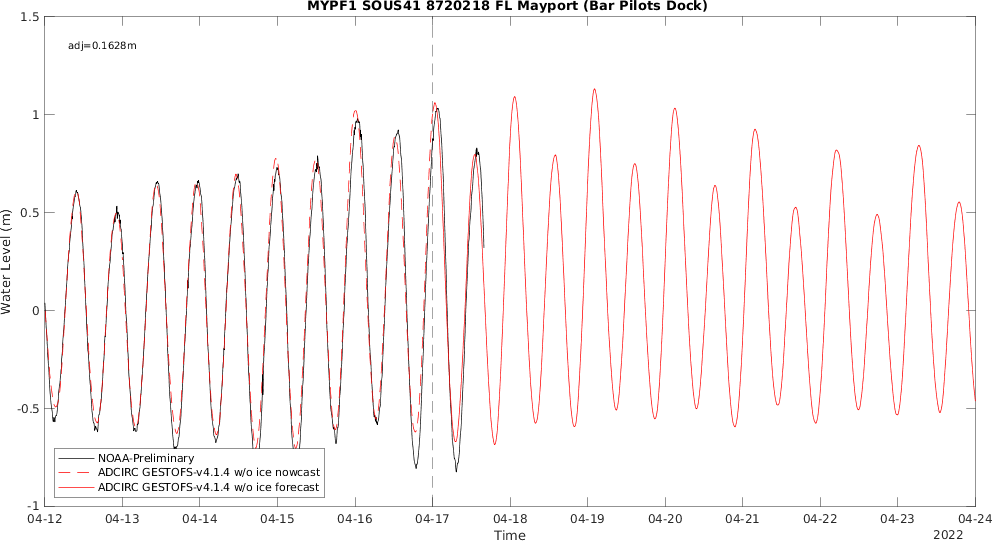 MYPF1 SOUS41 8720218 FL Mayport (Bar Pilots Dock)
1.5
adj=0.1628m
1
0.5
0
-0.5
-1
Water Level (m)
NOAA-Preliminary
ADCIRC GESTOFS-v4.1.4 w/o ice nowcast
ADCIRC GESTOFS-v4.1.4 w/o ice forecast
04-12 04-13 04-14 04-15 04-16 04-17 04-18 04-19 04-20 04-21 04-22 04-23 04-24
Time
2022